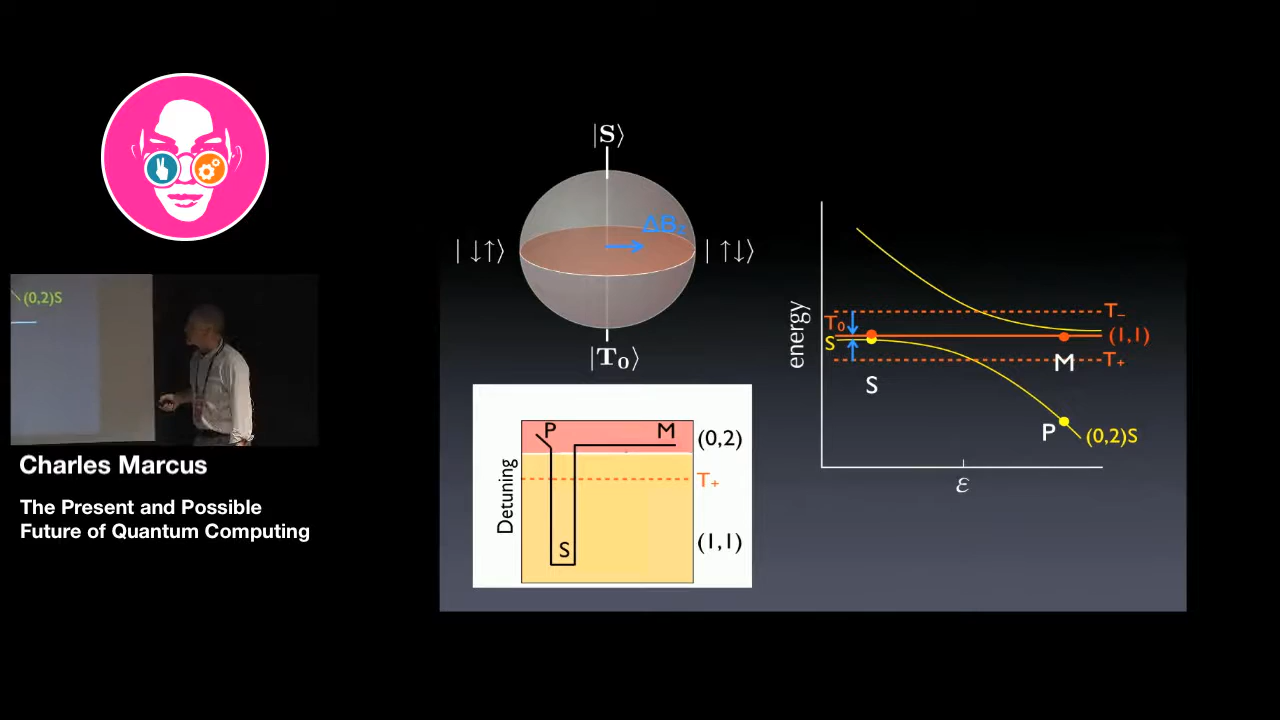 (0,2)S
Charles Marcus
The Present and Possible
Future of Quantum Computing
|S⟩
ΔB_z
|↓↑⟩
|↑↓⟩
|T₀⟩
P
M
(0,2)
Detuning
T₊
S
(1,1)
energy
T₋
T₀
(1,1)
S
M
T₊
S
P
(0,2)S
ε